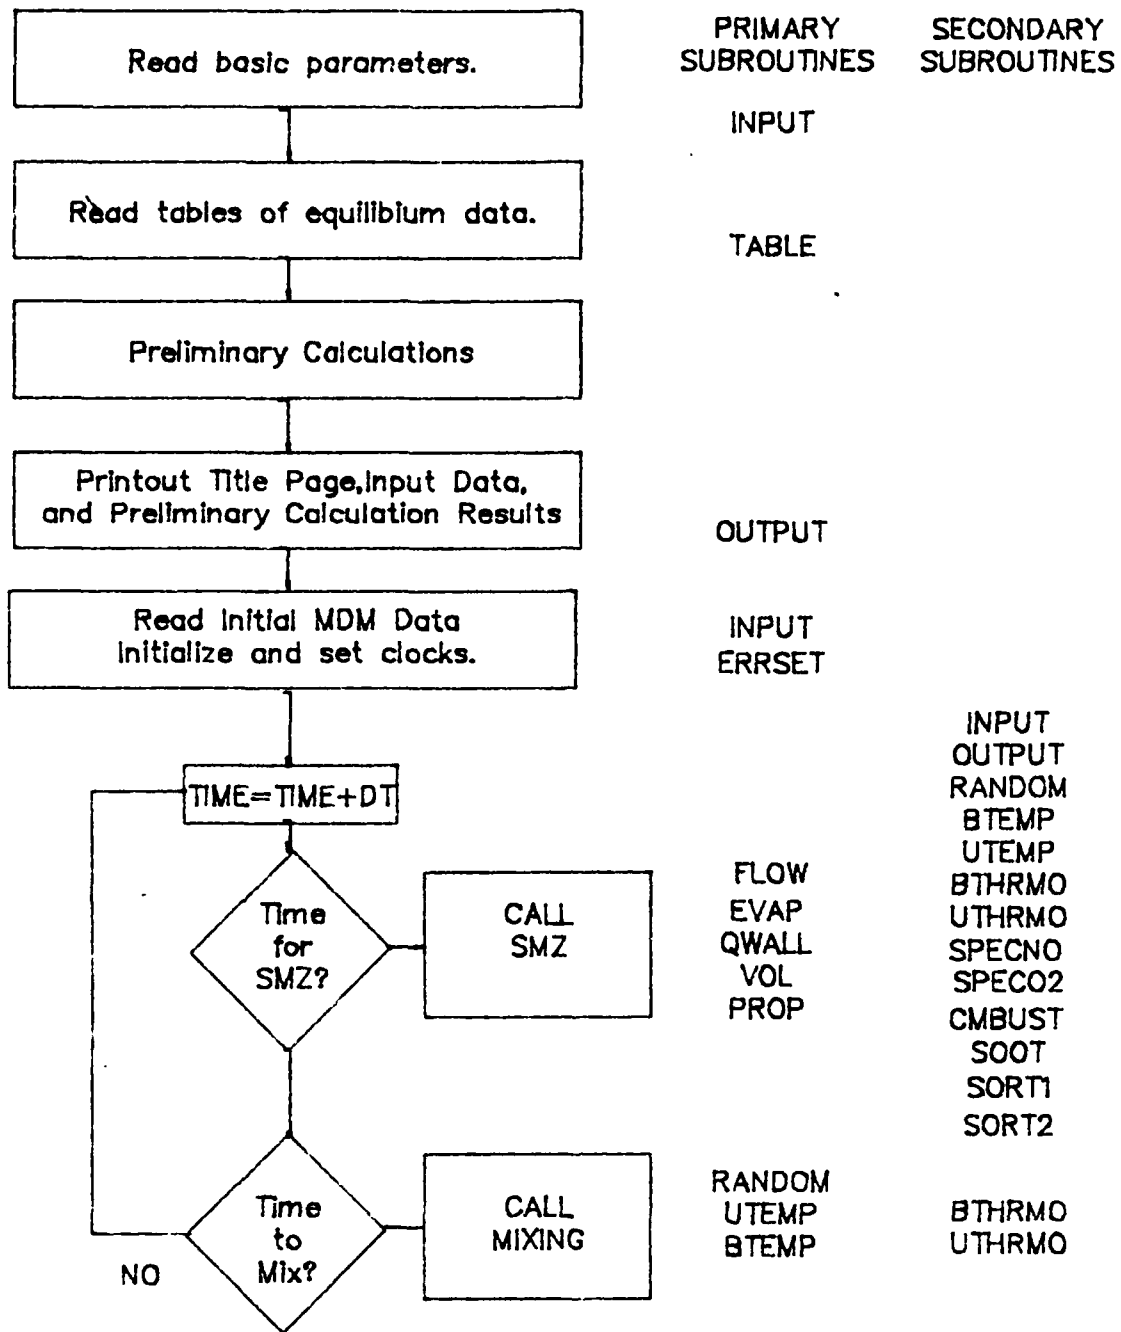 Read basic parameters.
PRIMARY
SUBROUTINES
SECONDARY
SUBROUTINES
INPUT
Read tables of equilibium data.
TABLE
Preliminary Calculations
Printout Title Page,Input Data,
and Preliminary Calculation Results
OUTPUT
Read Initial MDM Data
Initialize and set clocks.
INPUT
ERRSET
TIME=TIME+DT
Time
for
SMZ?
CALL
SMZ
FLOW
EVAP
QWALL
VOL
PROP
INPUT
OUTPUT
RANDOM
BTEMP
UTEMP
BTHRMO
UTHRMO
SPECNO
SPECO2
CMBUST
SOOT
SORT1
SORT2
Time
to
Mix?
NO
CALL
MIXING
RANDOM
UTEMP
BTEMP
BTHRMO
UTHRMO